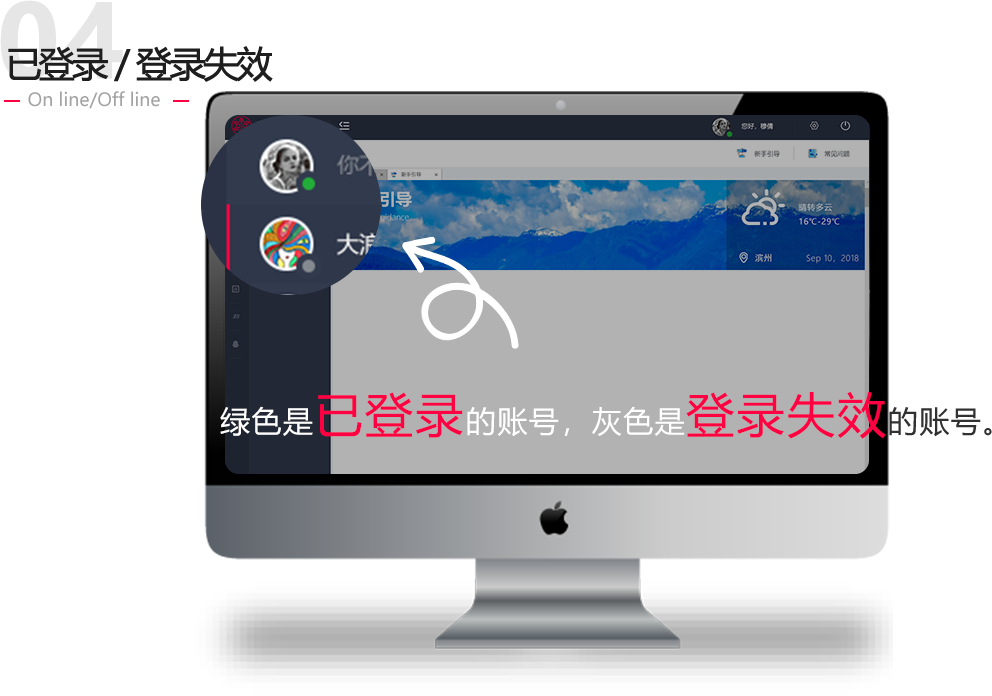 04
已登录 / 登录失效
On line/Off line
您好，穆倩
新手引导
常见问题
你不
新手引导
引导
idance
晴转多云
16℃-29℃
大浪
滨州
Sep 10，2018
绿色是已登录的账号，灰色是登录失效的账号。